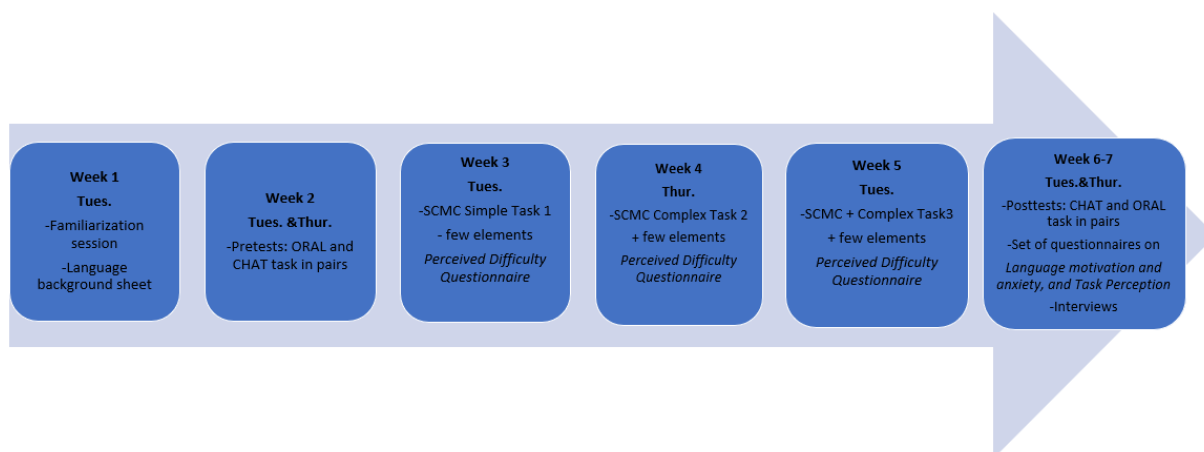 Week 1
Tues.
-Familiarization
session
-Language
background sheet
Week 2
Tues. &Thur.
-Pretests: ORAL and
CHAT task in pairs
Week 3
Tues.
-SCMC Simple Task 1
- few elements
Perceived Difficulty
Questionnaire
Week 4
Thur.
-SCMC Complex Task 2
+ few elements
Perceived Difficulty
Questionnaire
Week 5
Tues.
-SCMC + Complex Task3
+ few elements
Perceived Difficulty
Questionnaire
Week 6-7
Tues.&Thur.
-Posttests: CHAT and ORAL
task in pairs
-Set of questionnaires on
Language motivation and
anxiety, and Task Perception
-Interviews